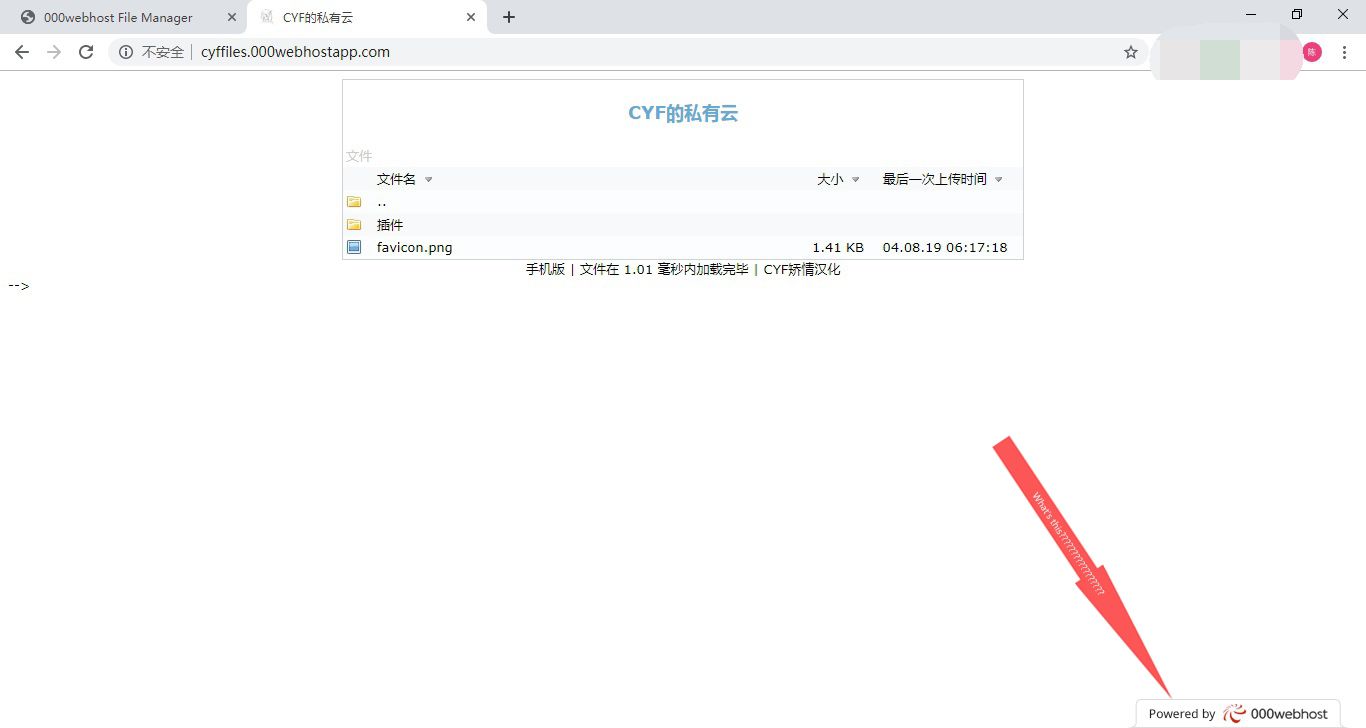 000webhost File Manager
CYF的私有云
不安全 cyffiles.000webhostapp.com
陈
CYF的私有云
文件
文件名 大小 最后一次上传时间
..
插件
favicon.png 1.41 KB 04.08.19 06:17:18
手机版 | 文件在 1.01 毫秒内加载完毕 | CYF矫情汉化
-->
What's this??????????????????
Powered by 000webhost